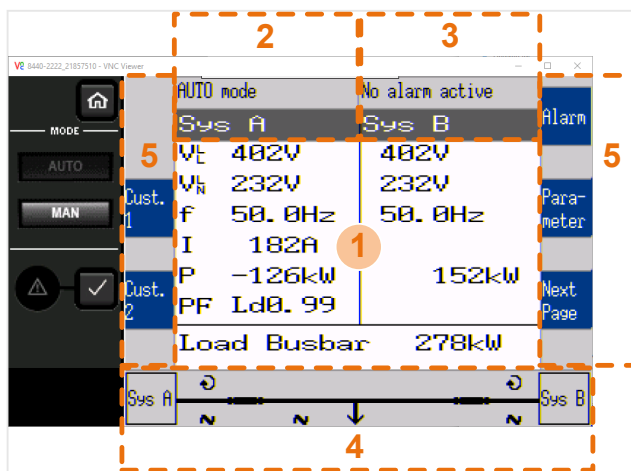 2
3
8440-2222_21857510 - VNC Viewer
AUTO mode
No alarm active
Alarm
Sys A
Sys B
MODE
5
5
AUTO
VLL 402V
402V
VLN 232V
232V
Cust. 1
Para-
meter
MAN
f 50.0Hz
50.0Hz
I 182A
1
P -126kW
152kW
Cust. 2
Next
Page
PF Ld0.99
Load Busbar 278kW
Sys A
Sys B
4